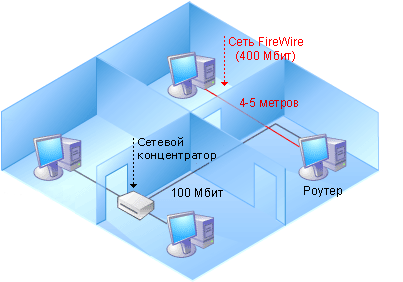 Сеть FireWire
(400 Мбит)
4-5 метров
Сетевой
концентратор
100 Мбит
Роутер